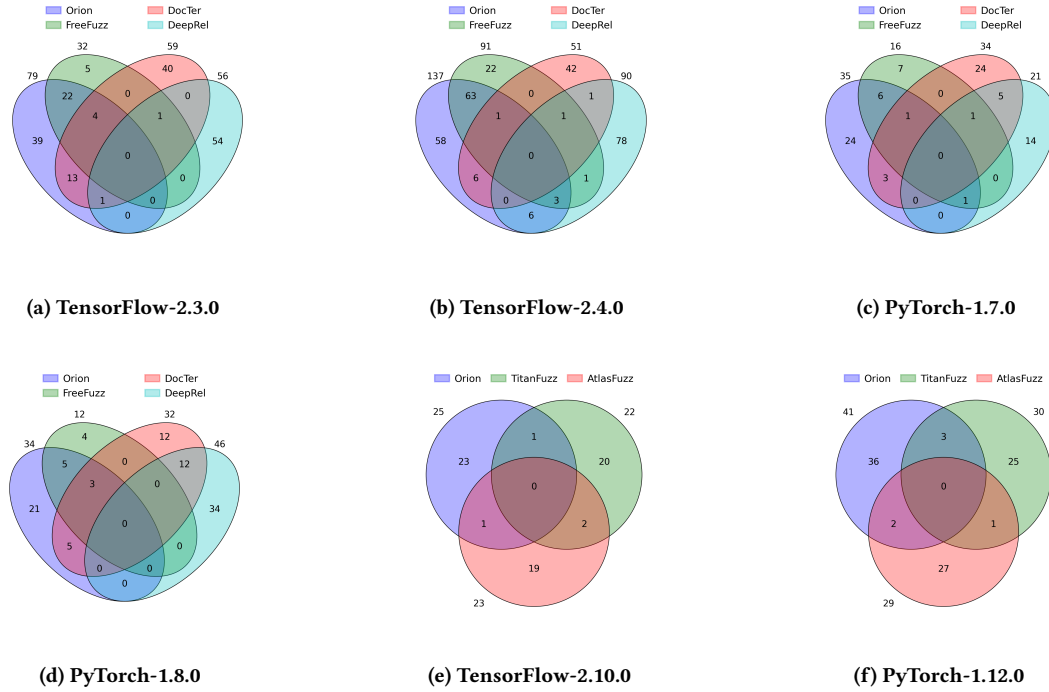 Orion DocTer
FreeFuzz DeepRel
32 59
79 5 40 56
22 0 0
4 1
39 54
0
13 0
1 0
0
(a) TensorFlow-2.3.0
Orion DocTer
FreeFuzz DeepRel
91 51
137 22 42 90
63 0 1
1 1
58 78
0
6 1
0 3
6
(b) TensorFlow-2.4.0
Orion DocTer
FreeFuzz DeepRel
16 34
35 7 24 21
6 0 5
1 1
24 14
0
3 0
0 1
0
(c) PyTorch-1.7.0
Orion DocTer
FreeFuzz DeepRel
12 32
34 4 12 46
5 0 12
3 0
21 34
0
5 0
0 0
0
(d) PyTorch-1.8.0
Orion TitanFuzz AtlasFuzz
25 22
1
23 20
0
1 2
19
23
(e) TensorFlow-2.10.0
Orion TitanFuzz AtlasFuzz
41 30
3
36 25
0
2 1
27
29
(f) PyTorch-1.12.0